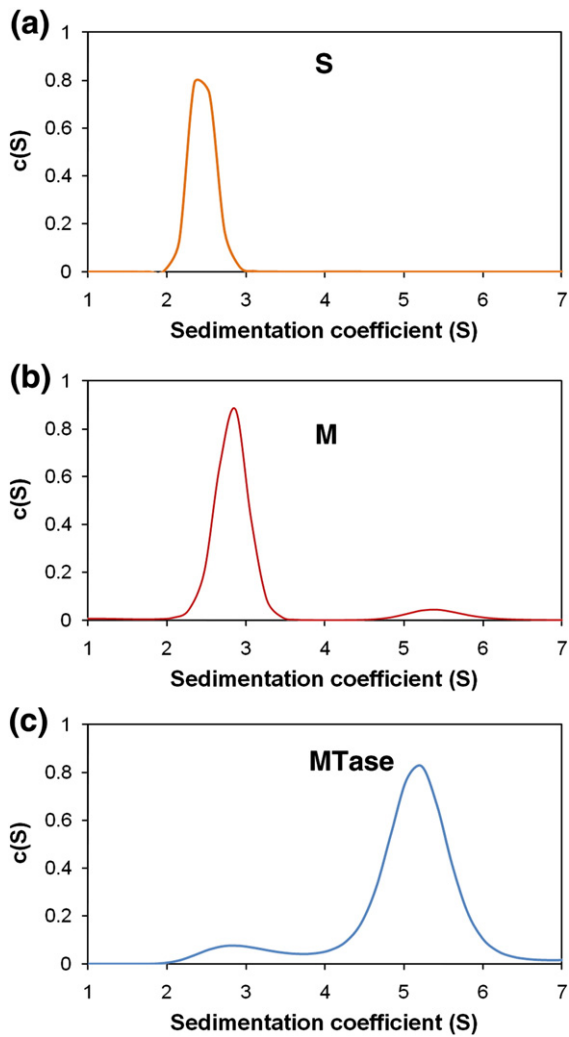 (a)
S
c(S)
1
0.8
0.6
0.4
0.2
0
1 2 3 4 5 6 7
Sedimentation coefficient (S)
(b)
M
c(S)
1
0.8
0.6
0.4
0.2
0
1 2 3 4 5 6 7
Sedimentation coefficient (S)
(c)
MTase
c(S)
1
0.8
0.6
0.4
0.2
0
1 2 3 4 5 6 7
Sedimentation coefficient (S)